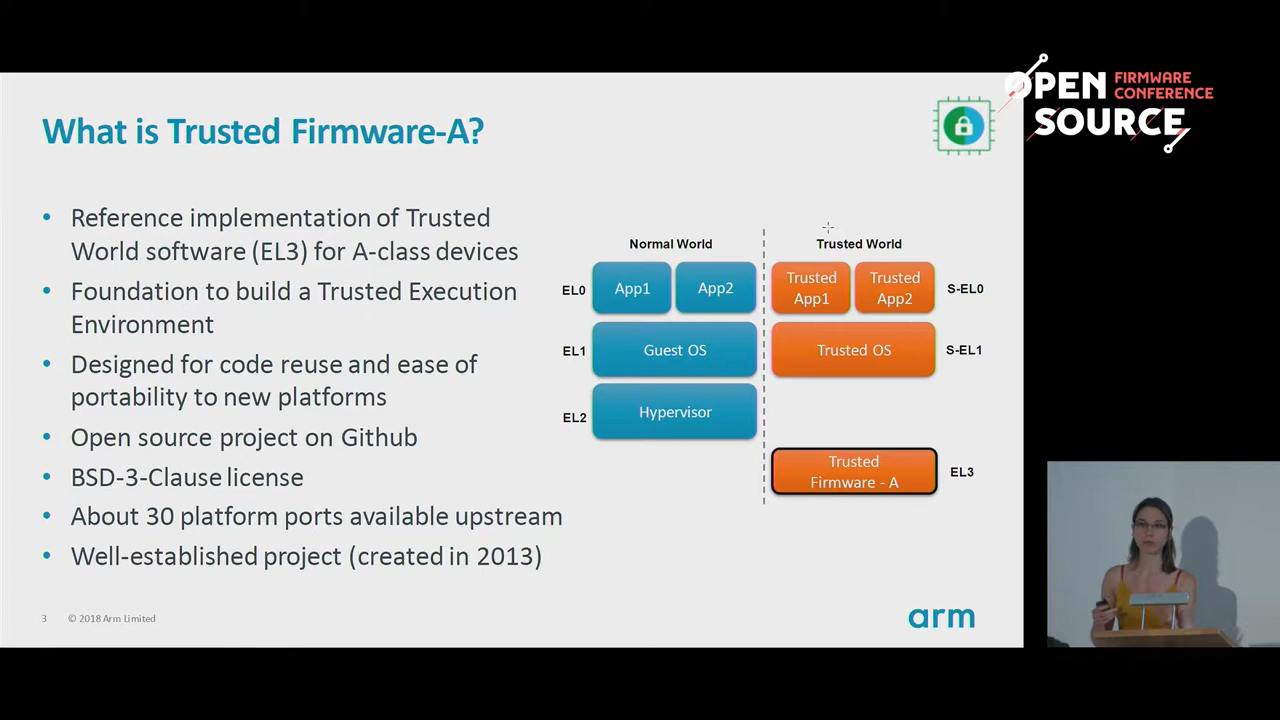 OPEN FIRMWARE CONFERENCE
SOURCE
What is Trusted Firmware-A?
• Reference implementation of Trusted
World software (EL3) for A-class devices
• Foundation to build a Trusted Execution
Environment
• Designed for code reuse and ease of
portability to new platforms
• Open source project on Github
• BSD-3-Clause license
• About 30 platform ports available upstream
• Well-established project (created in 2013)
Normal World
Trusted World
EL0
App1
App2
Trusted
App1
Trusted
App2
S-EL0
EL1
Guest OS
Trusted OS
S-EL1
EL2
Hypervisor
Trusted
Firmware - A
EL3
3
© 2018 Arm Limited
arm